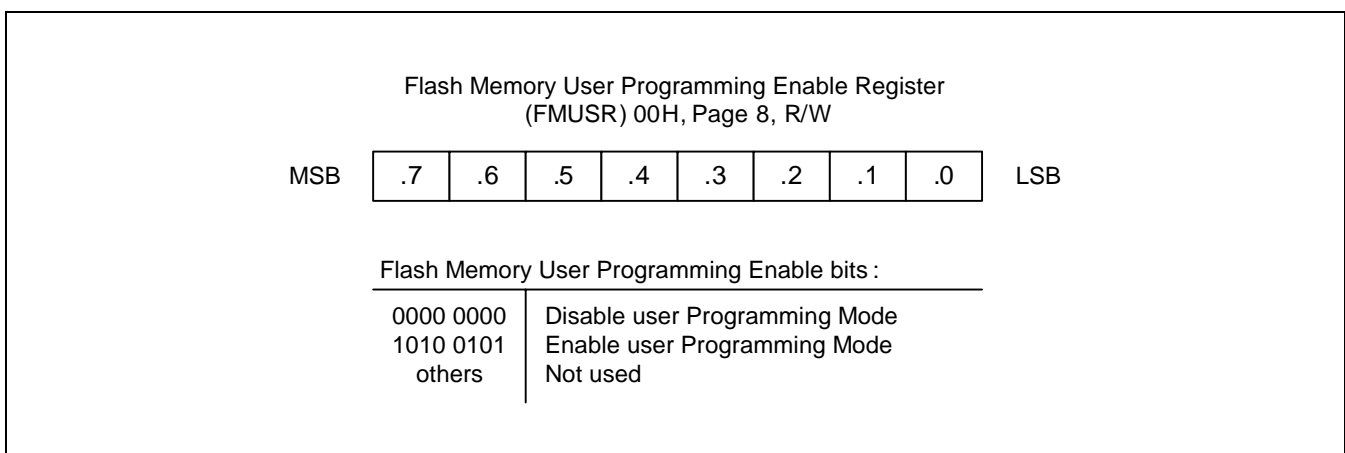 Flash Memory User Programming Enable Register
(FMUSR) 00H, Page 8, R/W
MSB .7 .6 .5 .4 .3 .2 .1 .0 LSB
Flash Memory User Programming Enable bits :
0000 0000 Disable user Programming Mode
1010 0101 Enable user Programming Mode
others Not used